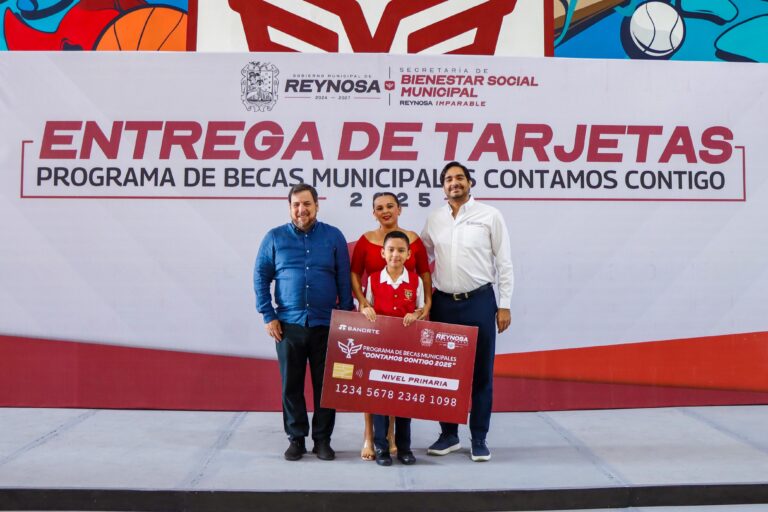 GOBIERNO MUNICIPAL DE
REYNOSA
2024 - 2027
SECRETARÍA DE
BIENESTAR SOCIAL
MUNICIPAL
REYNOSA IMPARABLE
ENTREGA DE TARJETAS
PROGRAMA DE BECAS MUNICIPALES CONTAMOS CONTIGO
2025
BANORTE
REYNOSA
PROGRAMA DE BECAS MUNICIPALES
"CONTAMOS CONTIGO 2025"
NIVEL PRIMARIA
1234 5678 2348 1098